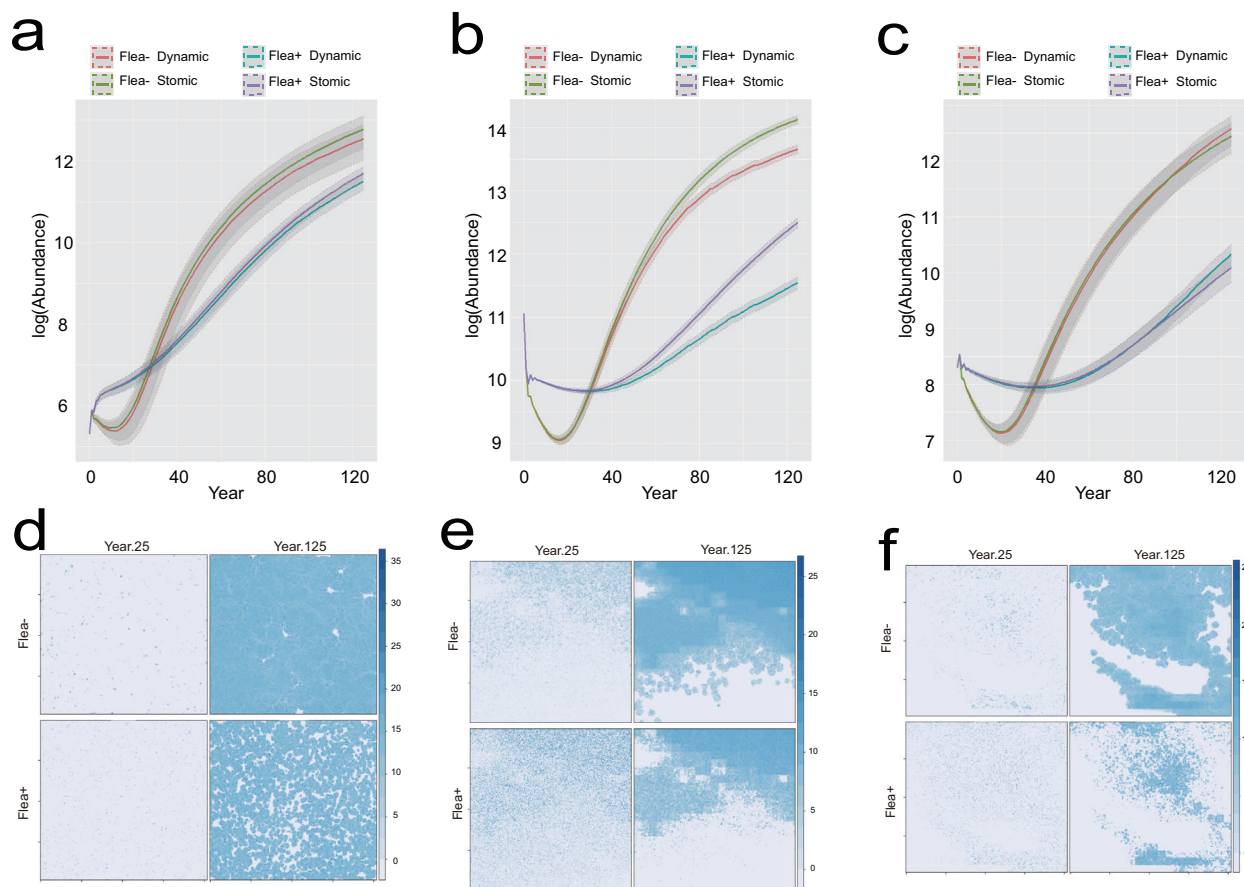 a
Flea- Dynamic
Flea+ Dynamic
Flea- Stomic
Flea+ Stomic
log(Abundance)
12
10
8
6
0
40
80
120
Year
b
Flea- Dynamic
Flea+ Dynamic
Flea- Stomic
Flea+ Stomic
log(Abundance)
14
13
12
11
10
9
0
40
80
120
Year
c
Flea- Dynamic
Flea+ Dynamic
Flea- Stomic
Flea+ Stomic
log(Abundance)
12
11
10
9
8
7
0
40
80
120
Year
d
Year.25
Year.125
Flea-
Flea+
35
30
25
20
15
10
5
0
e
Year.25
Year.125
Flea-
Flea+
25
20
15
10
5
0
f
Year.25
Year.125
Flea-
Flea+